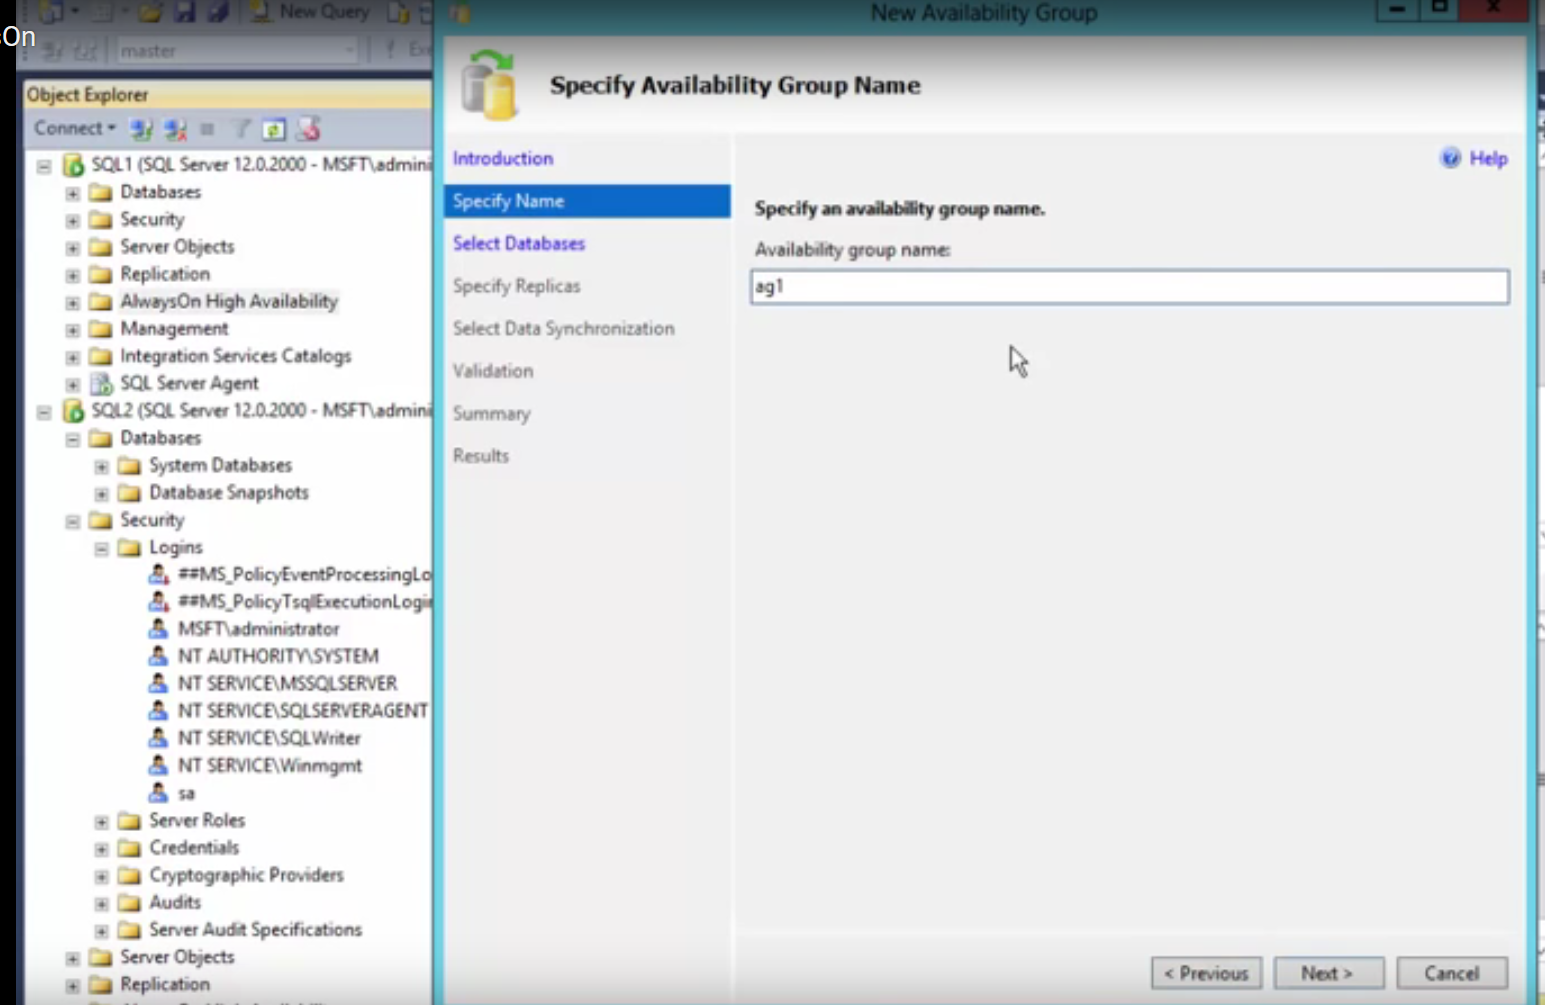 On
New Query
master
Object Explorer
Connect
SQL1 (SQL Server 12.0.2000 - MSFT\admini
Databases
Security
Server Objects
Replication
AlwaysOn High Availability
Management
Integration Services Catalogs
SQL Server Agent
SQL2 (SQL Server 12.0.2000 - MSFT\admini
Databases
System Databases
Database Snapshots
Security
Logins
##MS_PolicyEventProcessingLo
##MS_PolicyTsqlExecutionLogin
MSFT\administrator
NT AUTHORITY\SYSTEM
NT SERVICE\MSSQLSERVER
NT SERVICE\SQLSERVERAGENT
NT SERVICE\SQLWriter
NT SERVICE\Winmgmt
sa
Server Roles
Credentials
Cryptographic Providers
Audits
Server Audit Specifications
Server Objects
Replication
New Availability Group
Specify Availability Group Name
Introduction
Specify Name
Select Databases
Specify Replicas
Select Data Synchronization
Validation
Summary
Results
Help
Specify an availability group name.
Availability group name:
ag1
< Previous
Next >
Cancel